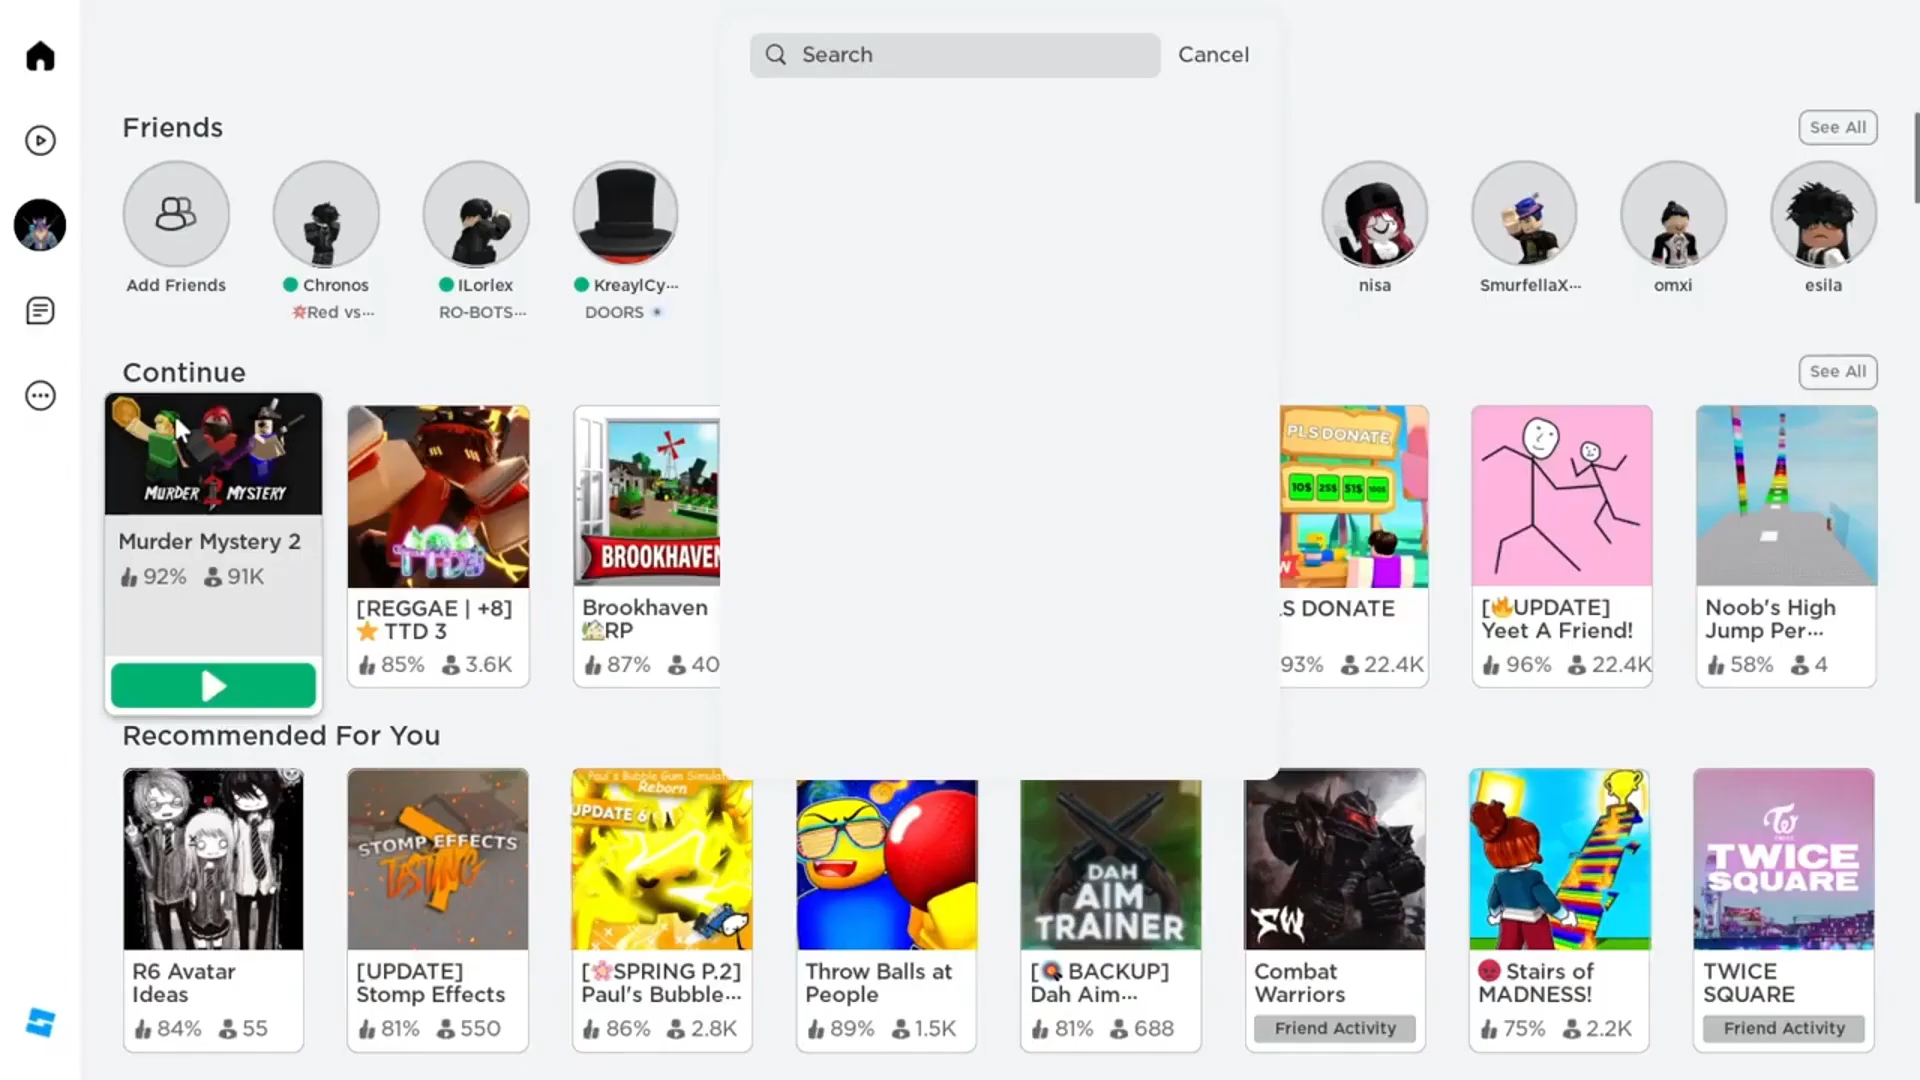 Search
Cancel
Friends
See All
Add Friends
Chronos
ILorlex
KreaylCy...
nisa
SmurfellaX...
omxi
esila
Red vs...
RO-BOTS...
DOORS
Continue
See All
MURDER MYSTERY
Murder Mystery 2
92% 91K
TTD3
[REGGAE | +8]
TTD 3
85% 3.6K
BROOKHAVEN
Brookhaven
RP
87% 40
PLS DONATE
10$ 25$ 51$ 100$
.S DONATE
93% 22.4K
[UPDATE]
Yeet A Friend!
96% 22.4K
Noob's High
Jump Per...
58% 4
Recommended For You
R6 Avatar
Ideas
84% 55
STOMP EFFECTS
TASTING
[UPDATE]
Stomp Effects
81% 550
Paul's Bubble Gum Simulat
Reborn
UPDATE 6
[SPRING P.2]
Paul's Bubble...
86% 2.8K
Throw Balls at
People
89% 1.5K
DAH
AIM
TRAINER
[BACKUP]
Dah Aim...
81% 688
Combat
Warriors
Friend Activity
Stairs of
MADNESS!
75% 2.2K
TWICE
SQUARE
TWICE
SQUARE
Friend Activity